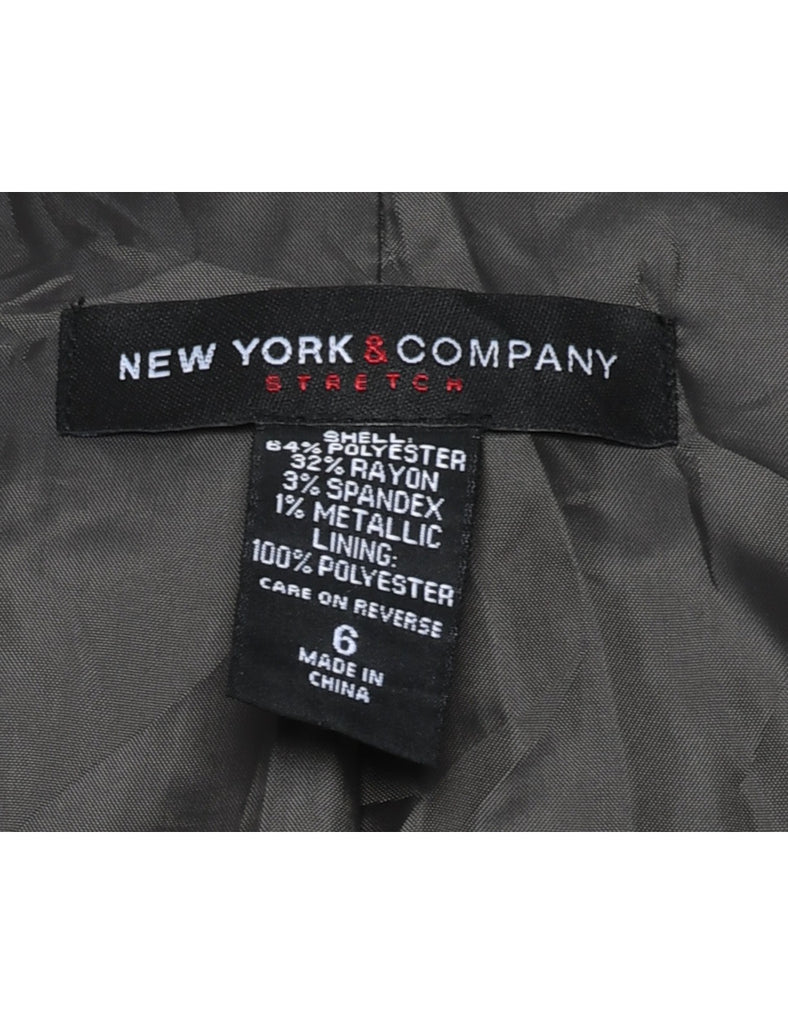 NEW YORK & COMPANY
STRETCH
SHELL:
64% POLYESTER
32% RAYON
3% SPANDEX
1% METALLIC
LINING:
100% POLYESTER
CARE ON REVERSE
6
MADE IN
CHINA